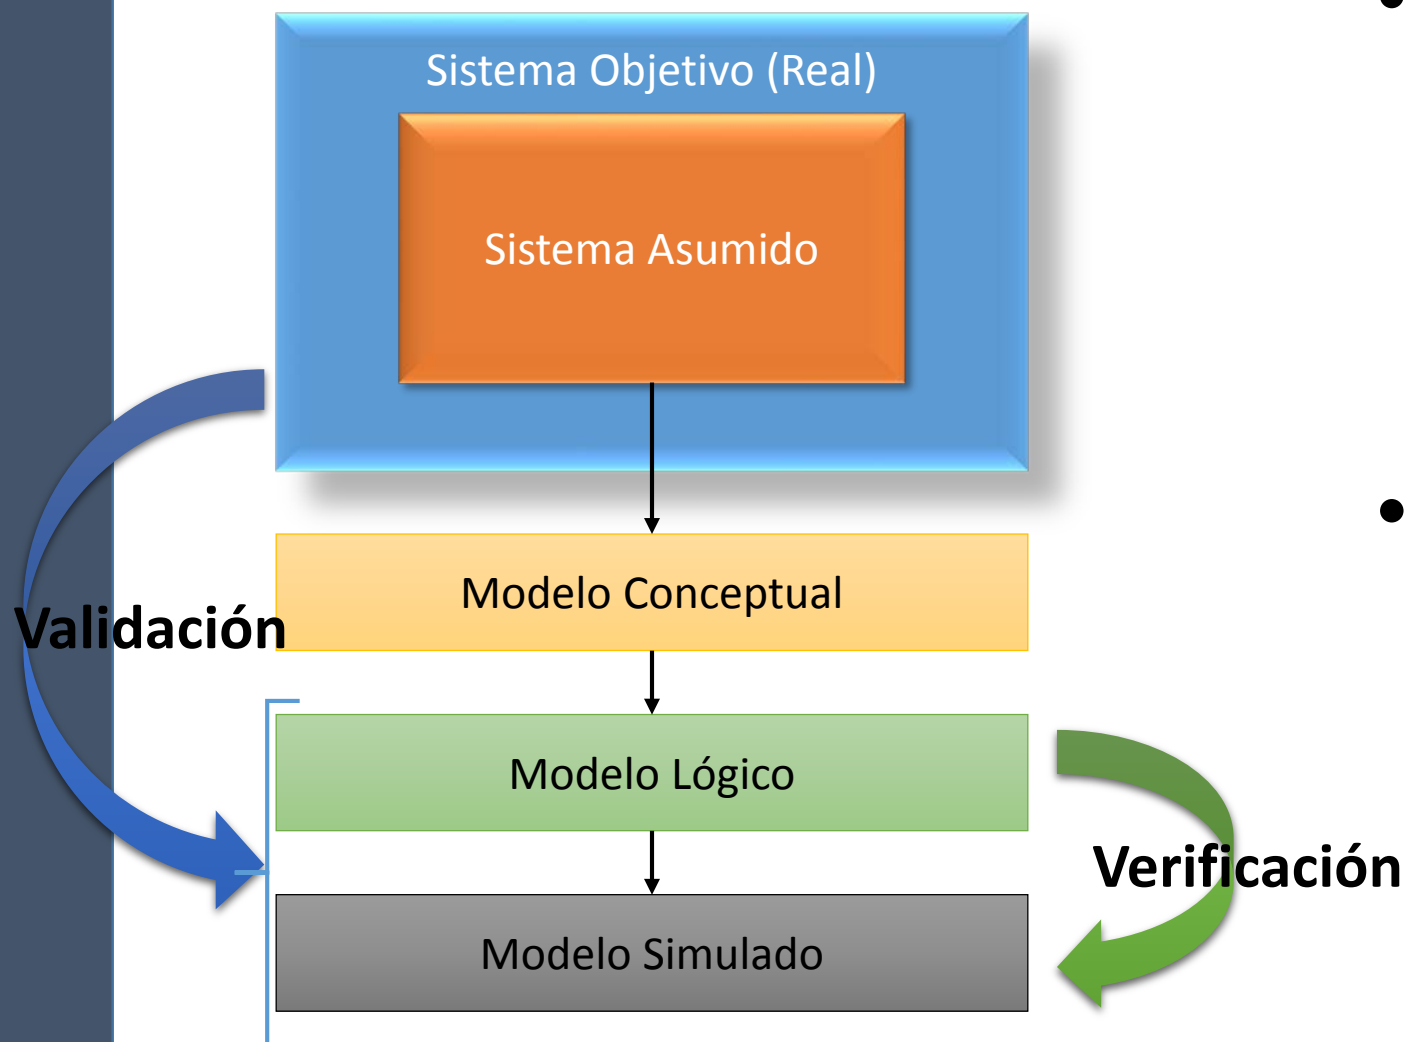 Sistema Objetivo (Real)
Sistema Asumido
Modelo Conceptual
Validación
Modelo Lógico
Verificación
Modelo Simulado